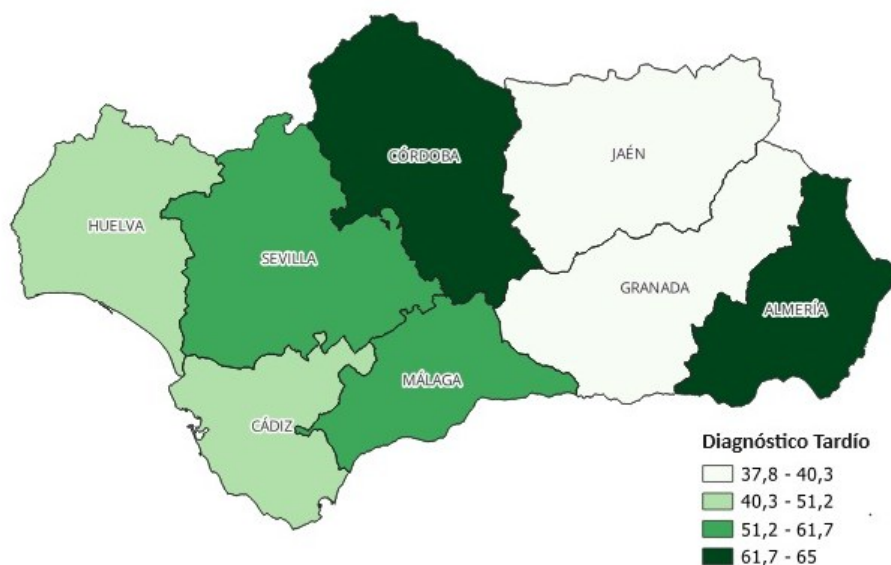 CÓRDOBA
JAÉN
HUELVA
SEVILLA
GRANADA
ALMERÍA
MÁLAGA
CÁDIZ
Diagnóstico Tardío
37,8 - 40,3
40,3 - 51,2
51,2 - 61,7
61,7 - 65